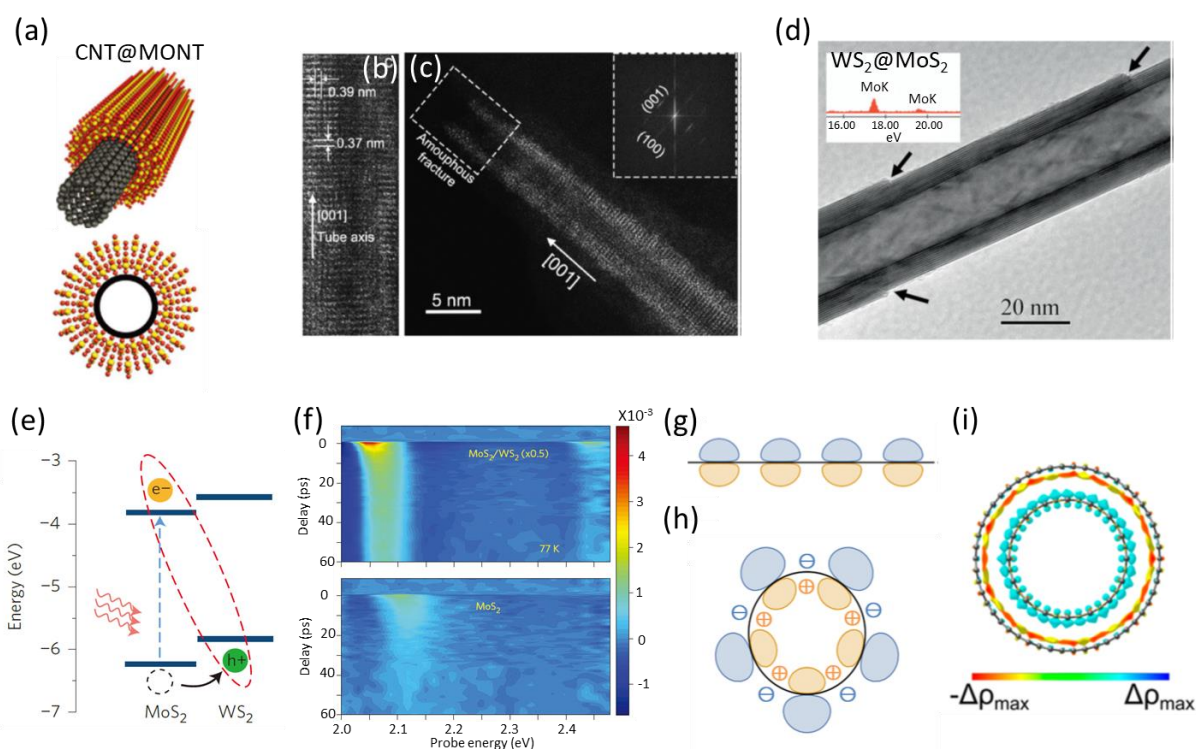 (a)
CNT@MONT
(b)
0.39 nm
0.37 nm
[001]
Tube axis
(c)
Amouphous
fracture
(001)
(100)
[001]
5 nm
(d)
WS2@MoS2
MoK
MoK
16.00 18.00 20.00
eV
20 nm
(e)
Energy (eV)
-3
-4
-5
-6
-7
e−
h+
MoS2 WS2
(f)
X10-3
MoS2/WS2 (x0.5)
77 K
Delay (ps)
0
20
40
60
MoS2
Delay (ps)
0
20
40
60
2.0 2.1 2.2 2.3 2.4
Probe energy (eV)
4
3
2
1
0
-1
(g)
(h)
(i)
-Δρmax Δρmax